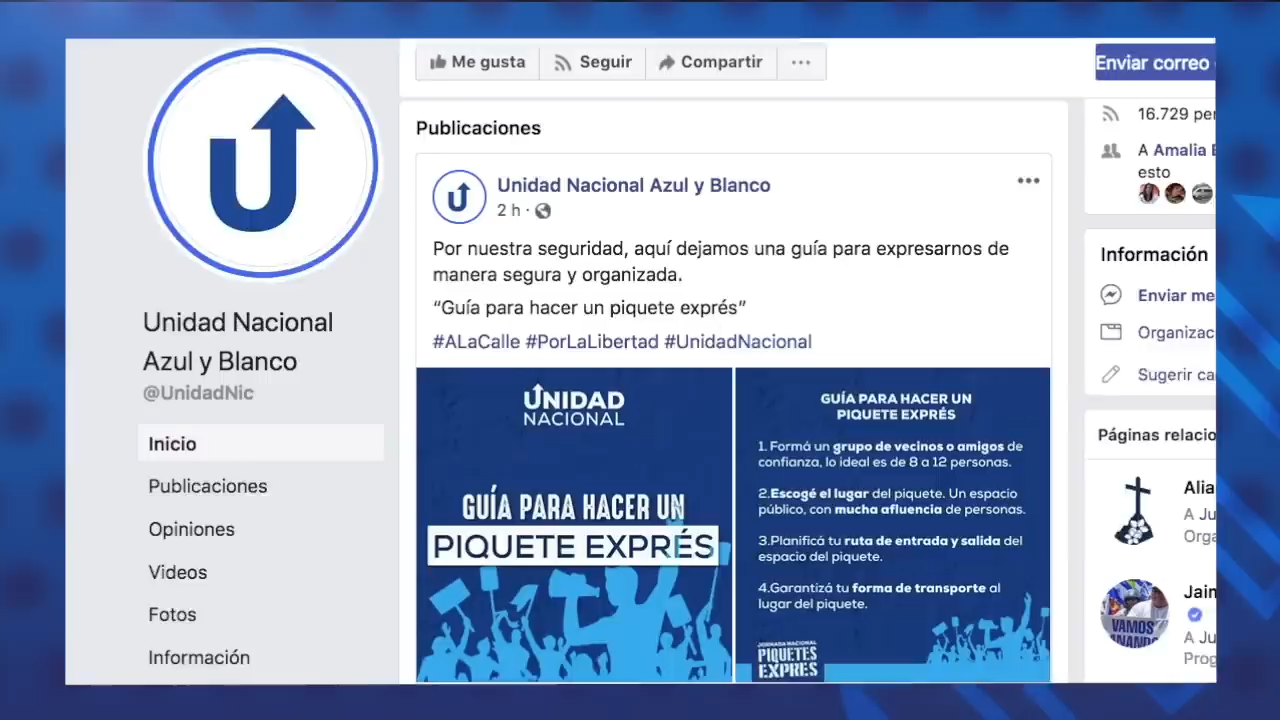 Me gusta
Seguir
Compartir
Enviar correo
Publicaciones
Unidad Nacional Azul y Blanco
2 h ·
Por nuestra seguridad, aquí dejamos una guía para expresarnos de
manera segura y organizada.
“Guía para hacer un piquete exprés”
#ALaCalle #PorLaLibertad #UnidadNacional
UNIDAD
NACIONAL
GUÍA PARA HACER UN
PIQUETE EXPRÉS
GUÍA PARA HACER UN
PIQUETE EXPRÉS
1. Formá un grupo de vecinos o amigos de
confianza, lo ideal es de 8 a 12 personas.
2.Escogé el lugar del piquete. Un espacio
público, con mucha afluencia de personas.
3.Planificá tu ruta de entrada y salida del
espacio del piquete.
4.Garantizá tu forma de transporte al
lugar del piquete.
JORNADA NACIONAL
PIQUETES
EXPRES
Unidad Nacional
Azul y Blanco
@UnidadNic
Inicio
Publicaciones
Opiniones
Videos
Fotos
Información
16.729 per
A Amalia
esto
Información
Enviar me
Organizac
Sugerir ca
Páginas relacio
Alia
A Ju
Orga
Jaim
A Ju
Prog
VAMOS